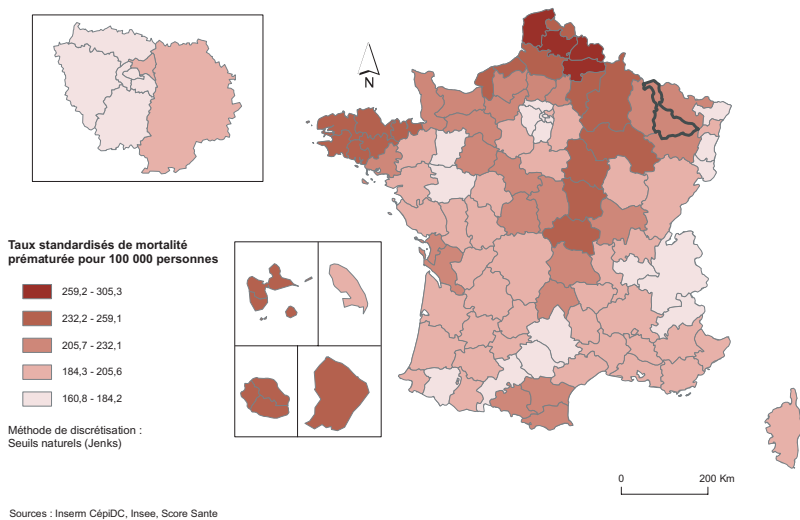 N
Taux standardisés de mortalité
prématurée pour 100 000 personnes
259,2 - 305,3
232,2 - 259,1
205,7 - 232,1
184,3 - 205,6
160,8 - 184,2
Méthode de discrétisation :
Seuils naturels (Jenks)
0 200 Km
Sources : Inserm CépiDC, Insee, Score Sante